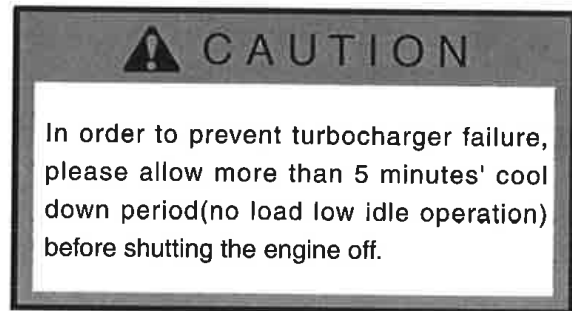 CAUTION
In order to prevent turbocharger failure,
please allow more than 5 minutes' cool
down period(no load low idle operation)
before shutting the engine off.